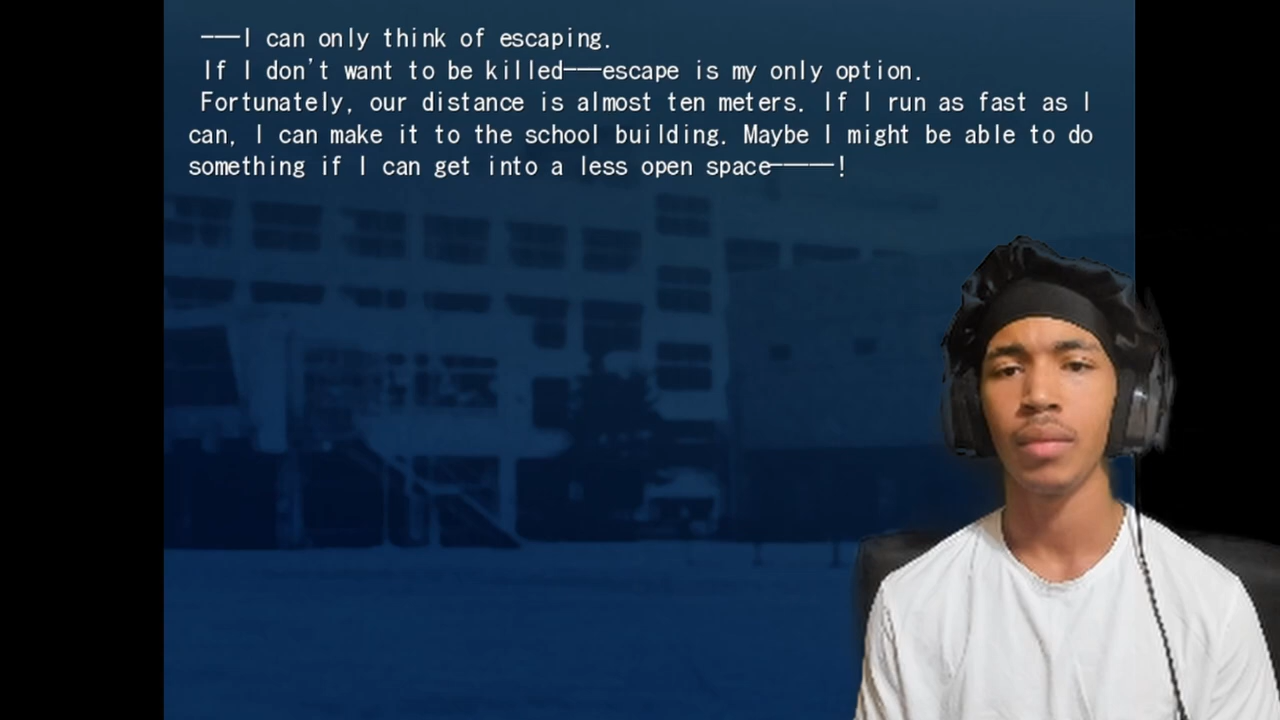 ——I can only think of escaping.
If I don't want to be killed——escape is my only option.
Fortunately, our distance is almost ten meters. If I run as fast as I
can, I can make it to the school building. Maybe I might be able to do
something if I can get into a less open space———!